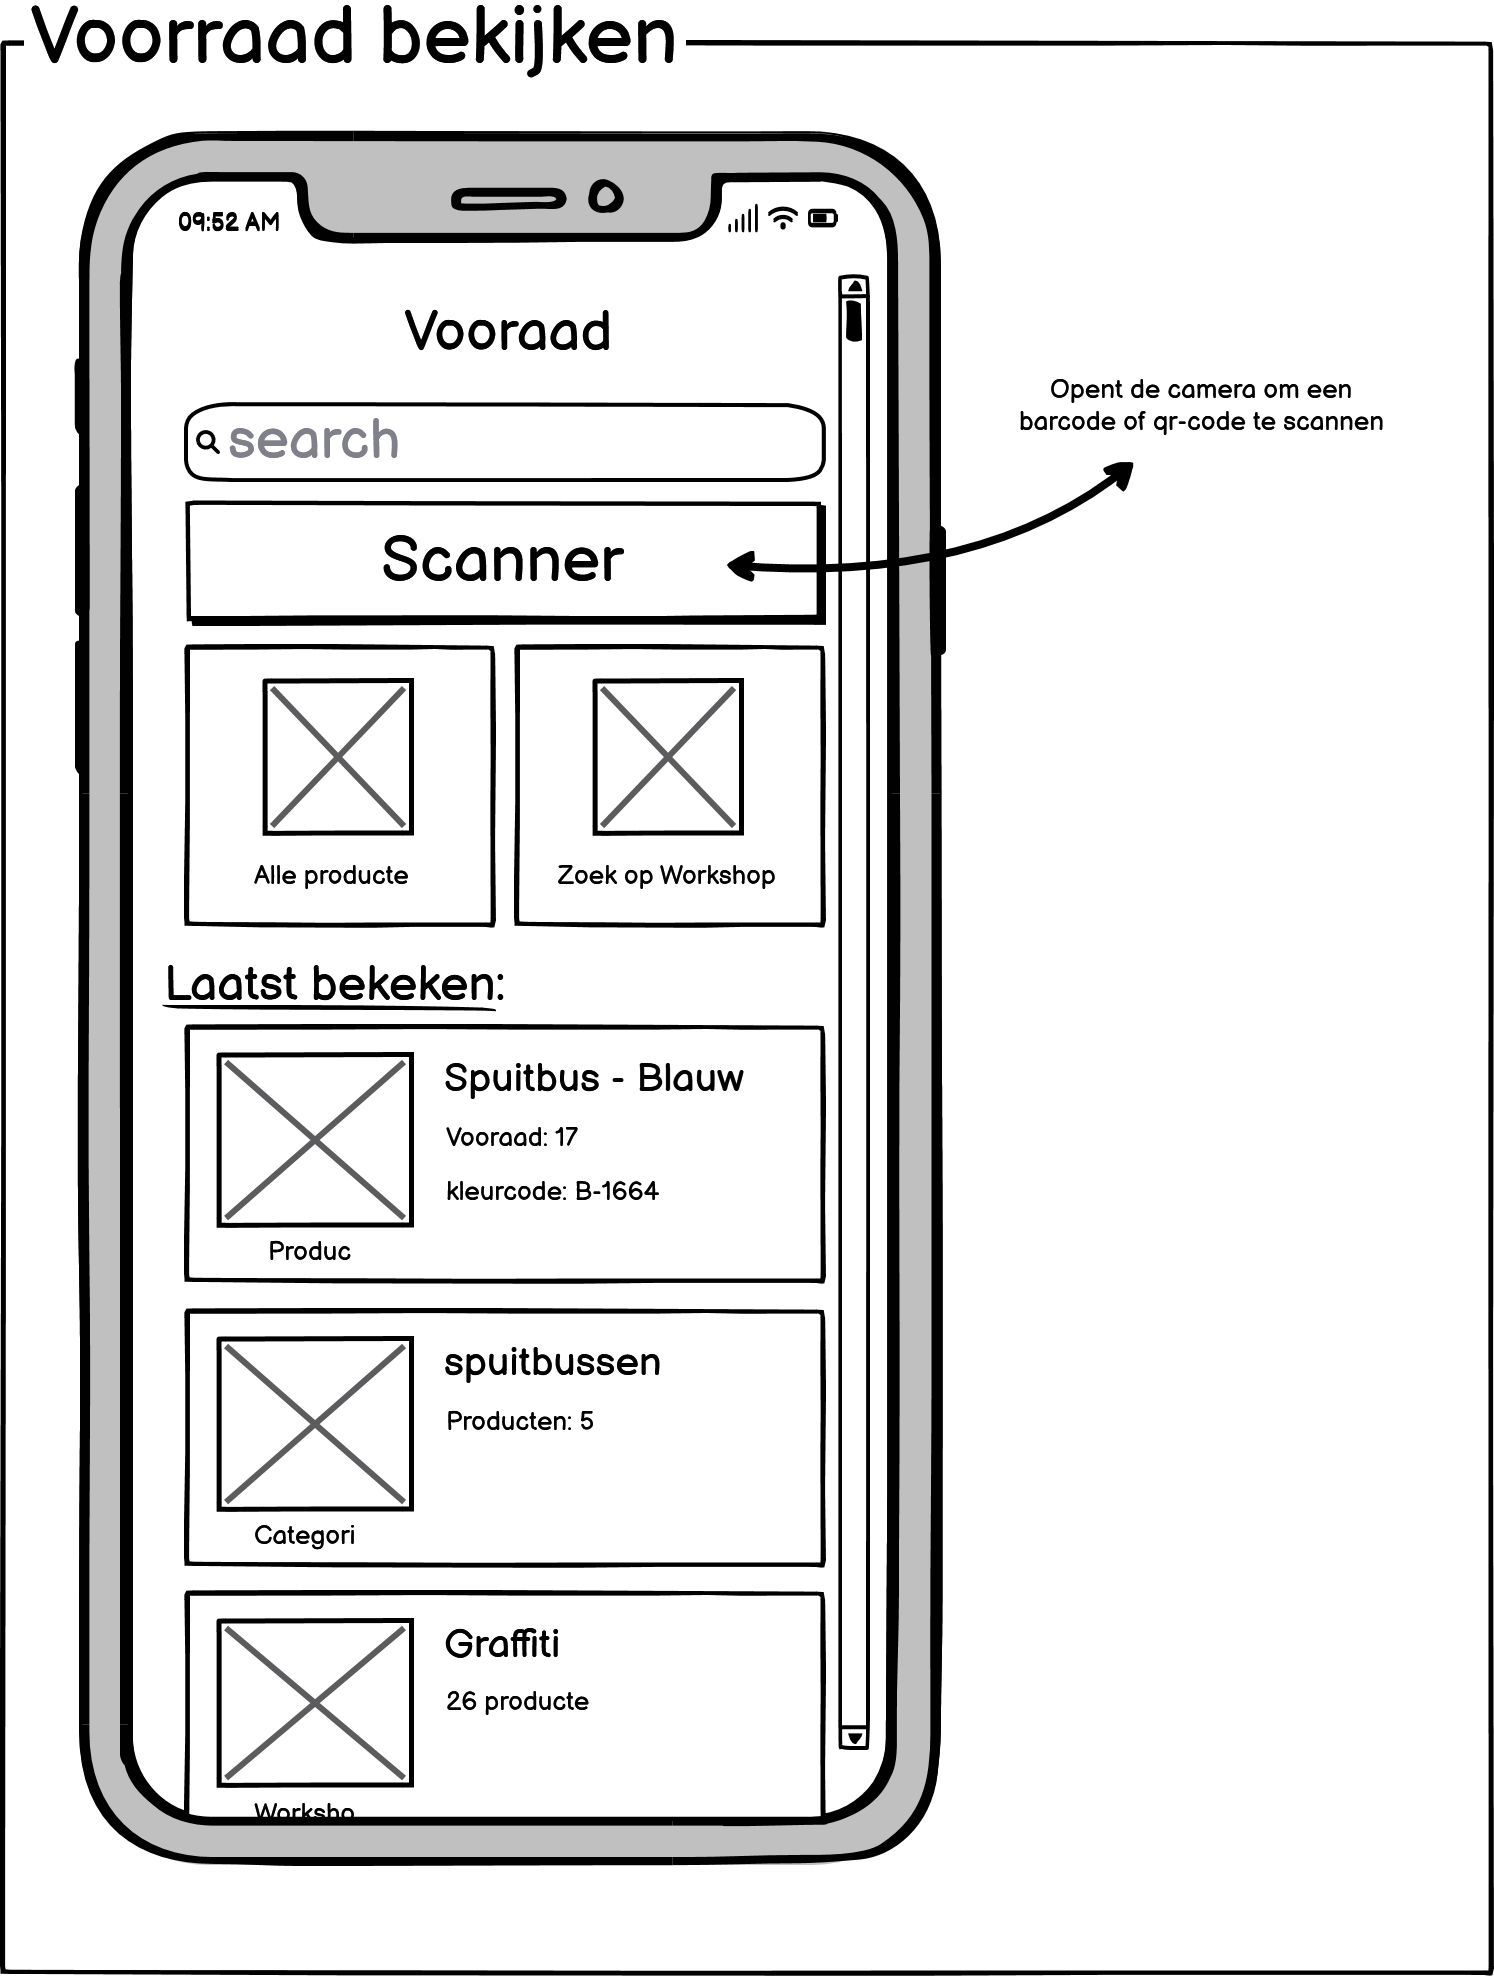 Voorraad bekijken
09:52 AM
Vooraad
search
Scanner
Opent de camera om een
barcode of qr-code te scannen
Alle producte
Zoek op Workshop
Laatst bekeken:
Spuitbus - Blauw
Vooraad: 17
kleurcode: B-1664
Produc
spuitbussen
Producten: 5
Categori
Graffiti
26 producte
Worksho